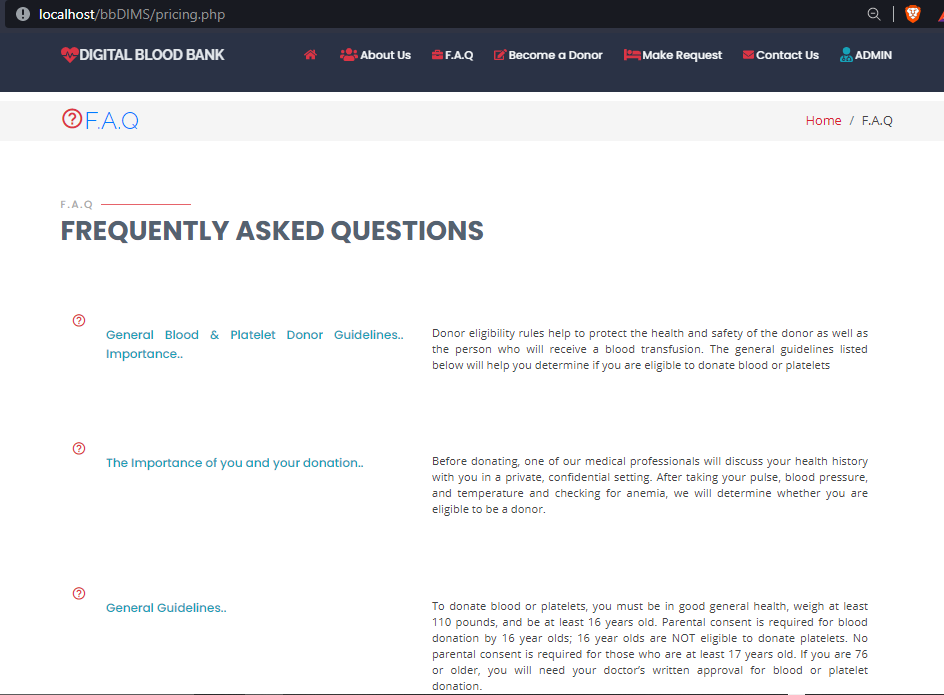 localhost/bbDIMS/pricing.php
DIGITAL BLOOD BANK
About Us
F.A.Q
Become a Donor
Make Request
Contact Us
ADMIN
F.A.Q
Home / F.A.Q
F.A.Q
FREQUENTLY ASKED QUESTIONS
General Blood & Platelet Donor Guidelines..
Importance..
Donor eligibility rules help to protect the health and safety of the donor as well as
the person who will receive a blood transfusion. The general guidelines listed
below will help you determine if you are eligible to donate blood or platelets
The Importance of you and your donation..
Before donating, one of our medical professionals will discuss your health history
with you in a private, confidential setting. After taking your pulse, blood pressure,
and temperature and checking for anemia, we will determine whether you are
eligible to be a donor.
General Guidelines..
To donate blood or platelets, you must be in good general health, weigh at least
110 pounds, and be at least 16 years old. Parental consent is required for blood
donation by 16 year olds; 16 year olds are NOT eligible to donate platelets. No
parental consent is required for those who are at least 17 years old. If you are 76
or older, you will need your doctor's written approval for blood or platelet
donation.